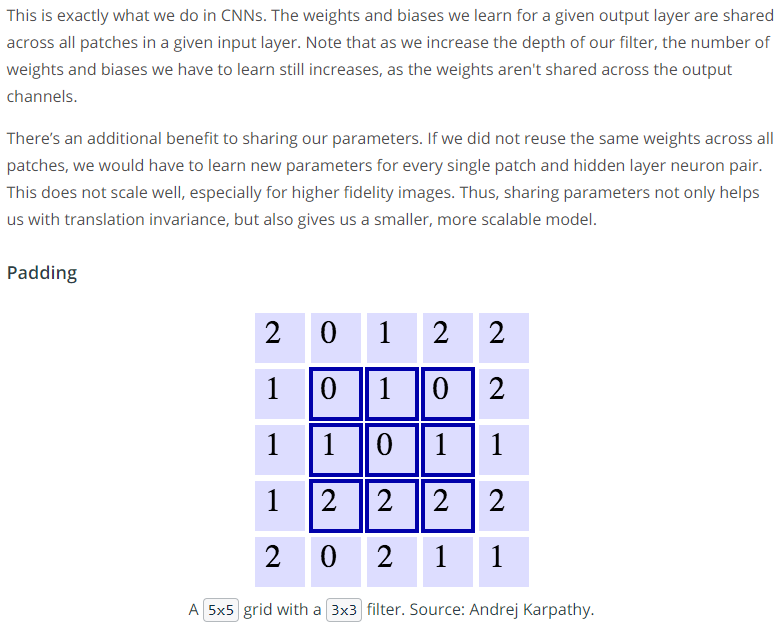 This is exactly what we do in CNNs. The weights and biases we learn for a given output layer are shared
across all patches in a given input layer. Note that as we increase the depth of our filter, the number of
weights and biases we have to learn still increases, as the weights aren't shared across the output
channels.
There’s an additional benefit to sharing our parameters. If we did not reuse the same weights across all
patches, we would have to learn new parameters for every single patch and hidden layer neuron pair.
This does not scale well, especially for higher fidelity images. Thus, sharing parameters not only helps
us with translation invariance, but also gives us a smaller, more scalable model.
Padding
2 0 1 2 2
1 0 1 0 2
1 1 0 1 1
1 2 2 2 2
2 0 2 1 1
A 5x5 grid with a 3x3 filter. Source: Andrej Karpathy.